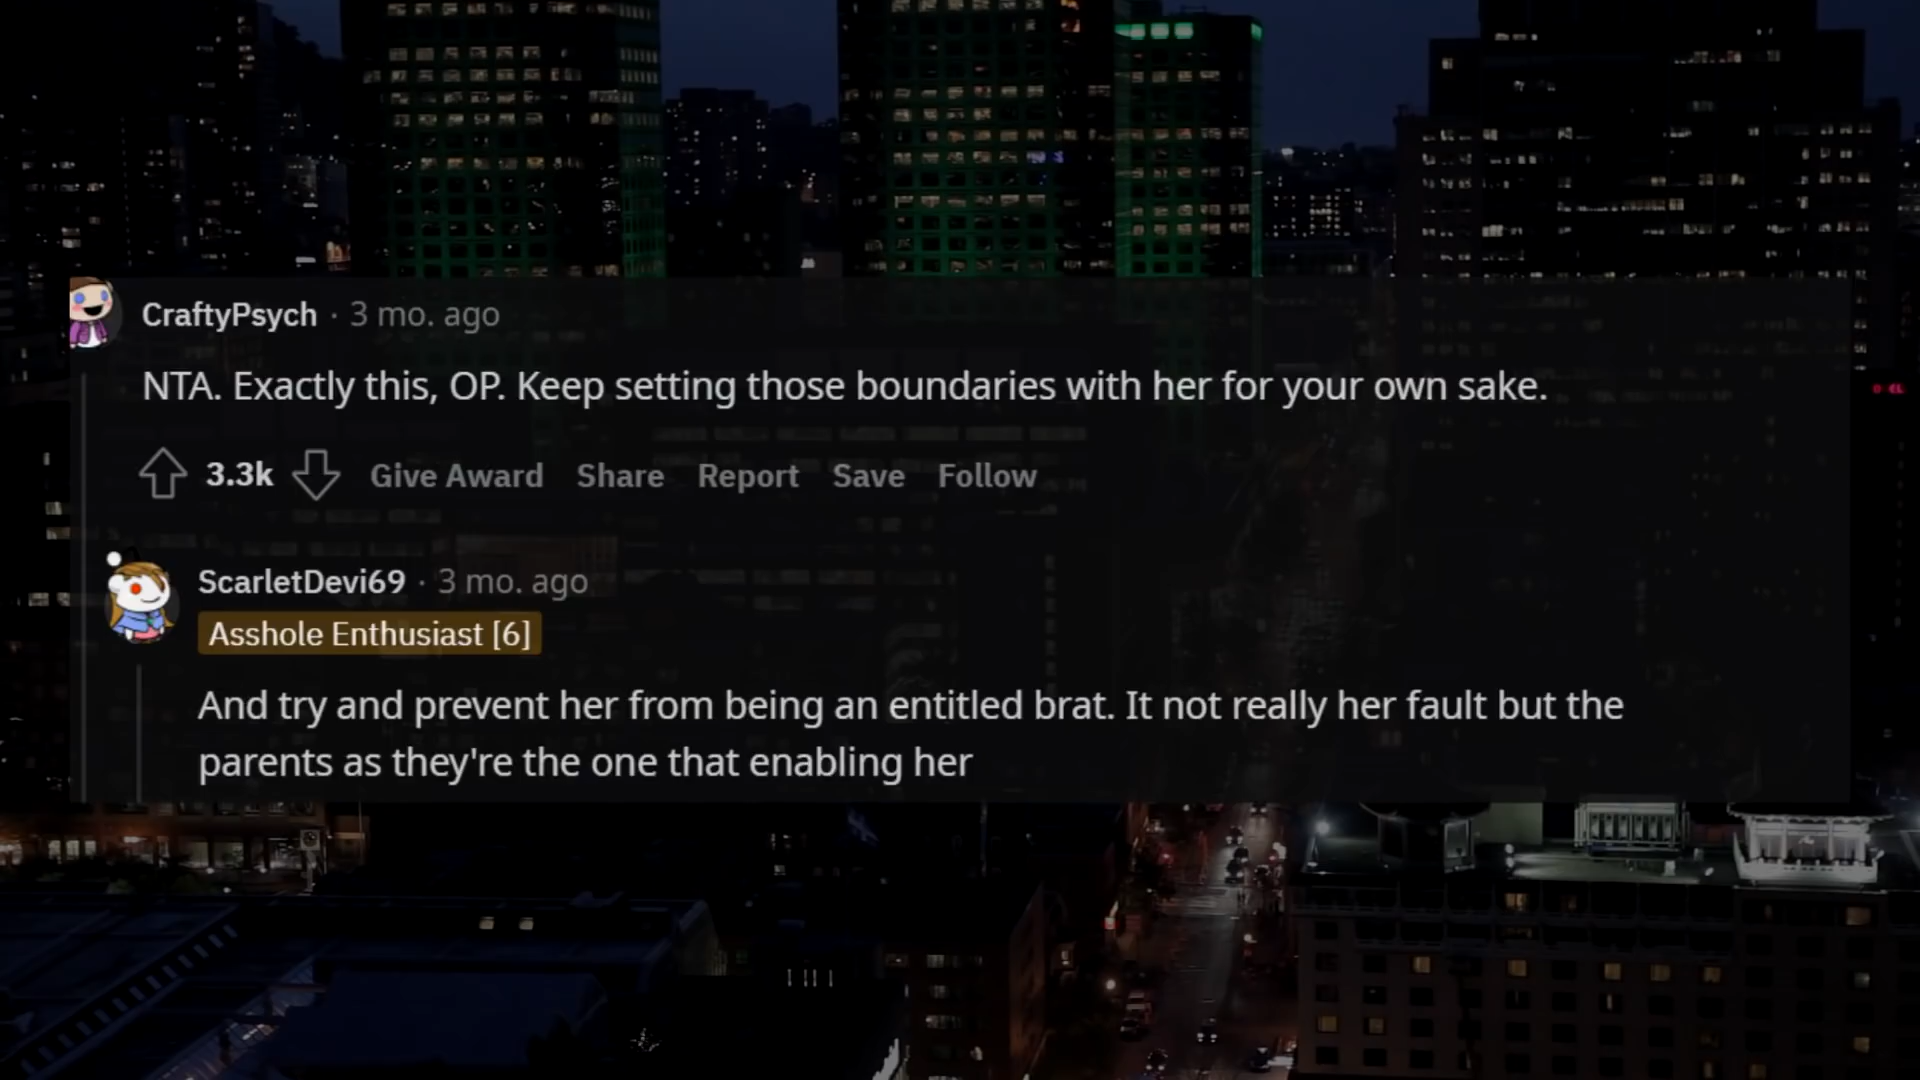 CraftyPsych · 3 mo. ago
NTA. Exactly this, OP. Keep setting those boundaries with her for your own sake.
3.3k Give Award Share Report Save Follow
ScarletDevi69 · 3 mo. ago
Asshole Enthusiast [6]
And try and prevent her from being an entitled brat. It not really her fault but the
parents as they're the one that enabling her